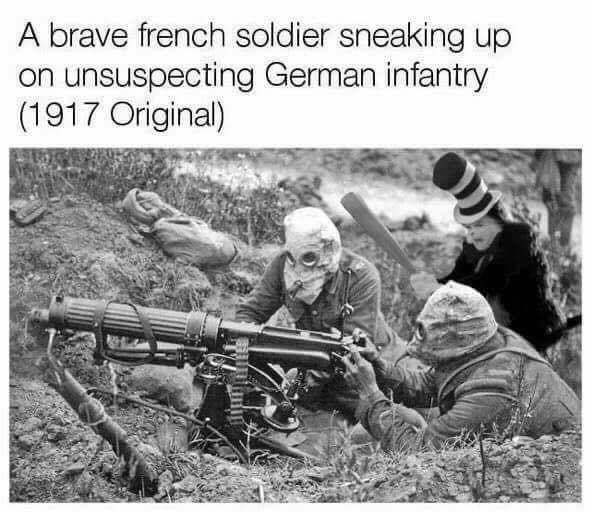 A brave french soldier sneaking up
on unsuspecting German infantry
(1917 Original)